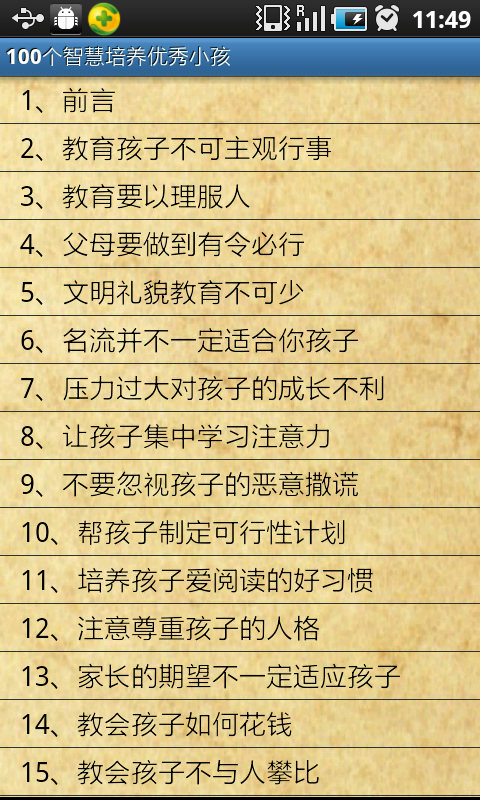 R
11:49
100个智慧培养优秀小孩
1、前言
2、教育孩子不可主观行事
3、教育要以理服人
4、父母要做到有令必行
5、文明礼貌教育不可少
6、名流并不一定适合你孩子
7、压力过大对孩子的成长不利
8、让孩子集中学习注意力
9、不要忽视孩子的恶意撒谎
10、帮孩子制定可行性计划
11、培养孩子爱阅读的好习惯
12、注意尊重孩子的人格
13、家长的期望不一定适应孩子
14、教会孩子如何花钱
15、教会孩子不与人攀比